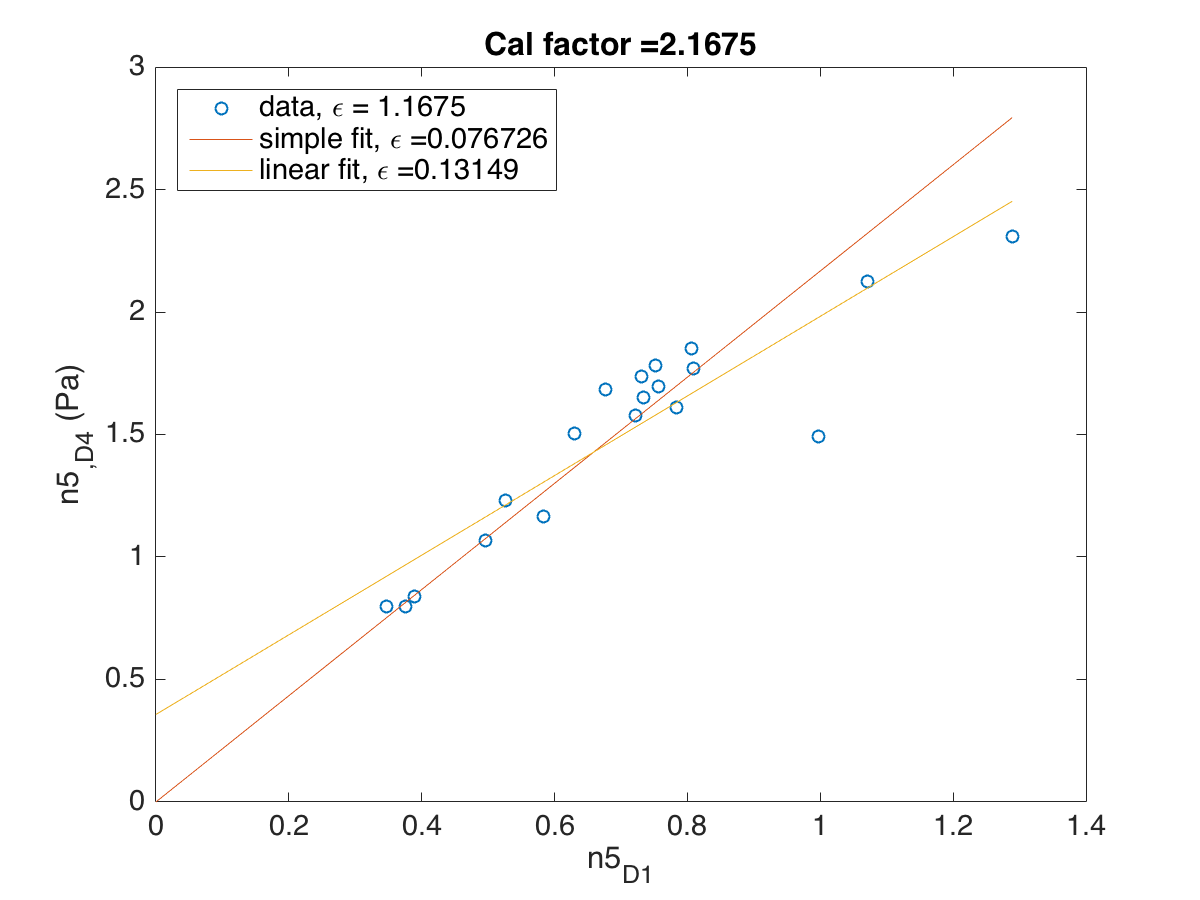 Cal factor =2.1675
data, ϵ = 1.1675
simple fit, ϵ =0.076726
linear fit, ϵ =0.13149
3
2.5
2
1.5
1
0.5
0
n5,D4 (Pa)
0 0.2 0.4 0.6 0.8 1 1.2 1.4
n5D1